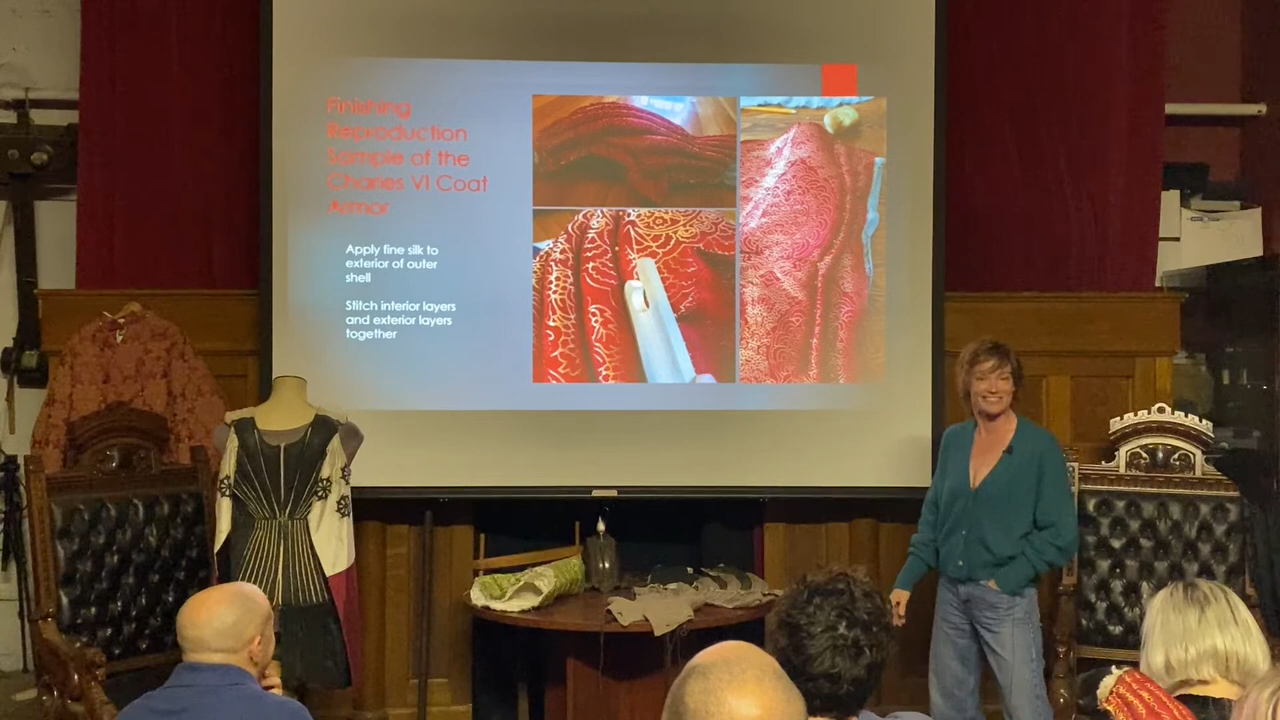 Finishing
Reproduction
Sample of the
Charles VI Coat
Armor
Apply fine silk to
exterior of outer
shell
Stitch interior layers
and exterior layers
together